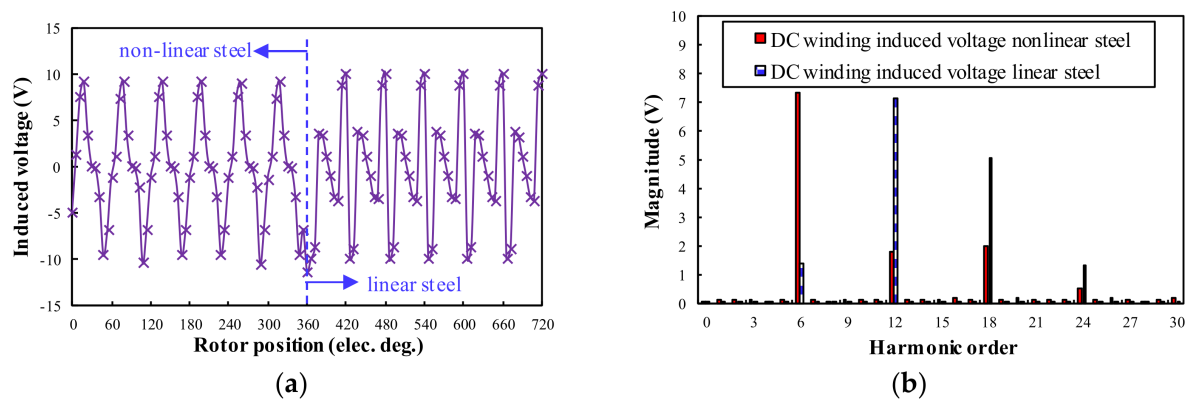 15
10
5
0
-5
-10
-15
Induced voltage (V)
non-linear steel
linear steel
0 60 120 180 240 300 360 420 480 540 600 660 720
Rotor position (elec. deg.)
(a)
10
9
8
7
6
5
4
3
2
1
0
Magnitude (V)
DC winding induced voltage nonlinear steel
DC winding induced voltage linear steel
0 3 6 9 12 15 18 21 24 27 30
Harmonic order
(b)